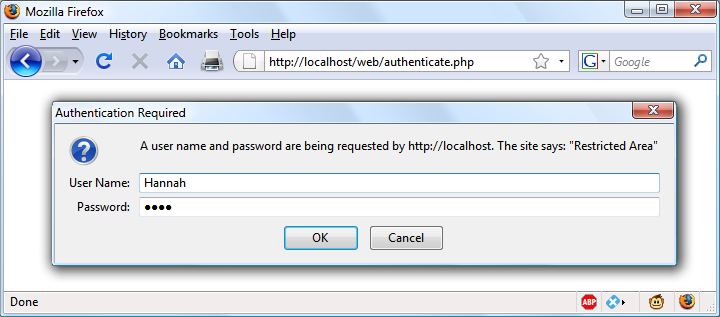 Mozilla Firefox
File Edit View History Bookmarks Tools Help
http://localhost/web/authenticate.php G Google
Authentication Required
? A user name and password are being requested by http://localhost. The site says: "Restricted Area"
User Name: Hannah
Password: ●●●●
OK Cancel
Done ABP